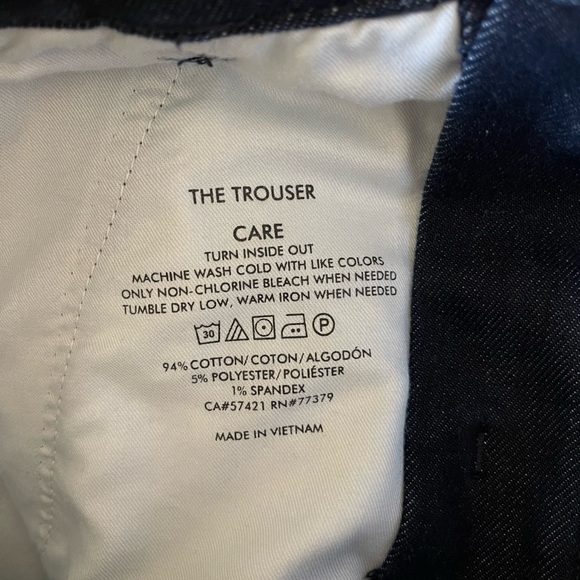 THE TROUSER
CARE
TURN INSIDE OUT
MACHINE WASH COLD WITH LIKE COLORS
ONLY NON-CHLORINE BLEACH WHEN NEEDED
TUMBLE DRY LOW, WARM IRON WHEN NEEDED
30 P
94% COTTON/COTON/ALGODÓN
5% POLYESTER/POLIÉSTER
1% SPANDEX
CA#57421 RN#77379
MADE IN VIETNAM